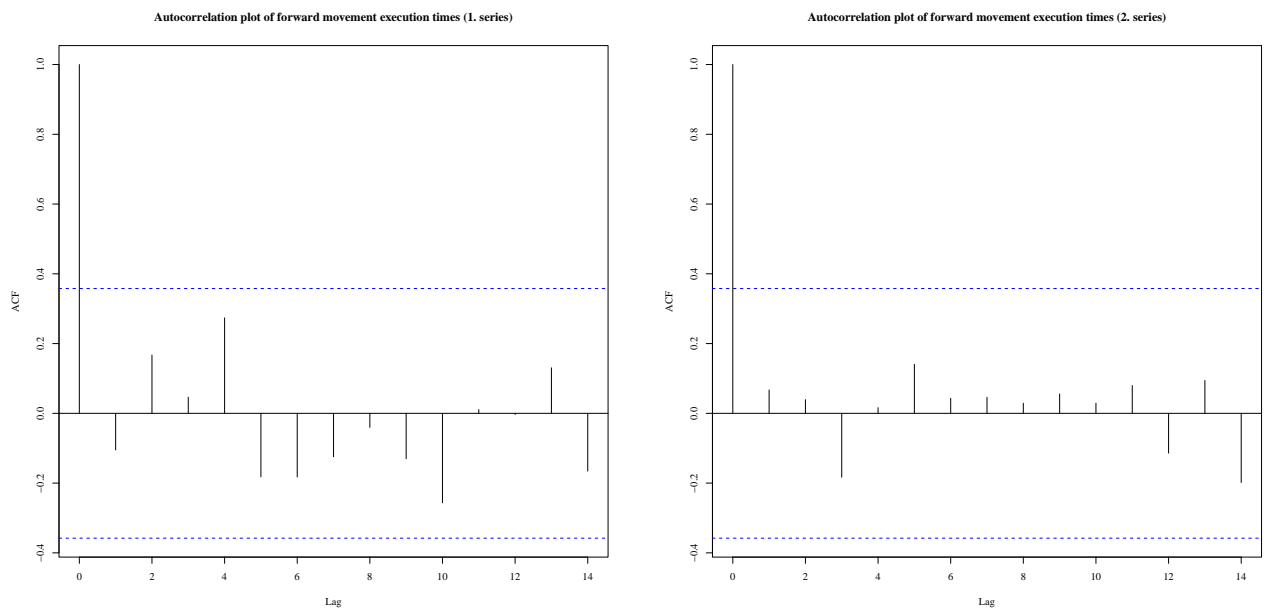 Autocorrelation plot of forward movement execution times (1. series)
1.0
0.8
0.6
0.4
0.2
0.0
−0.2
−0.4
ACF
0 2 4 6 8 10 12 14
Lag
Autocorrelation plot of forward movement execution times (2. series)
1.0
0.8
0.6
0.4
0.2
0.0
−0.2
−0.4
ACF
0 2 4 6 8 10 12 14
Lag